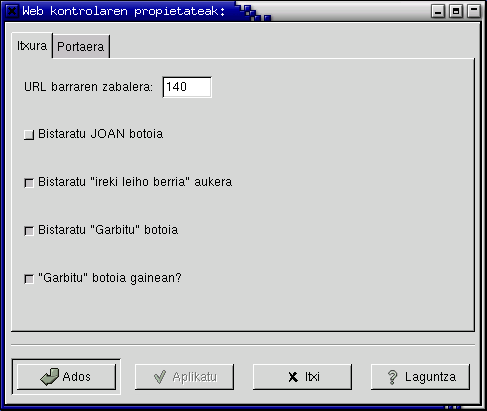 Web kontrolaren propietateak:
Itxura Portaera
URL barraren zabalera: 140
Bistaratu JOAN botoia
Bistaratu "ireki leiho berria" aukera
Bistaratu "Garbitu" botoia
"Garbitu" botoia gainean?
Ados Aplikatu Itxi Laguntza